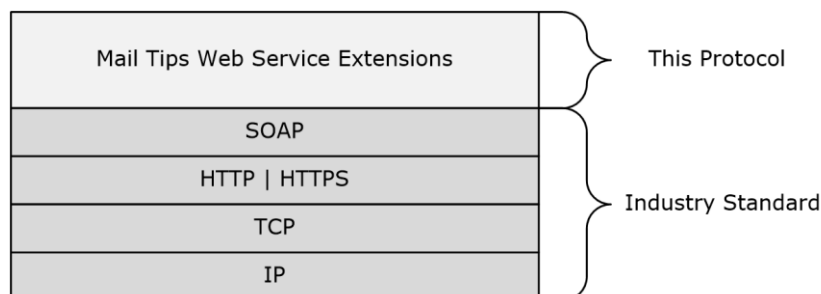 Mail Tips Web Service Extensions
This Protocol
SOAP
HTTP | HTTPS
Industry Standard
TCP
IP